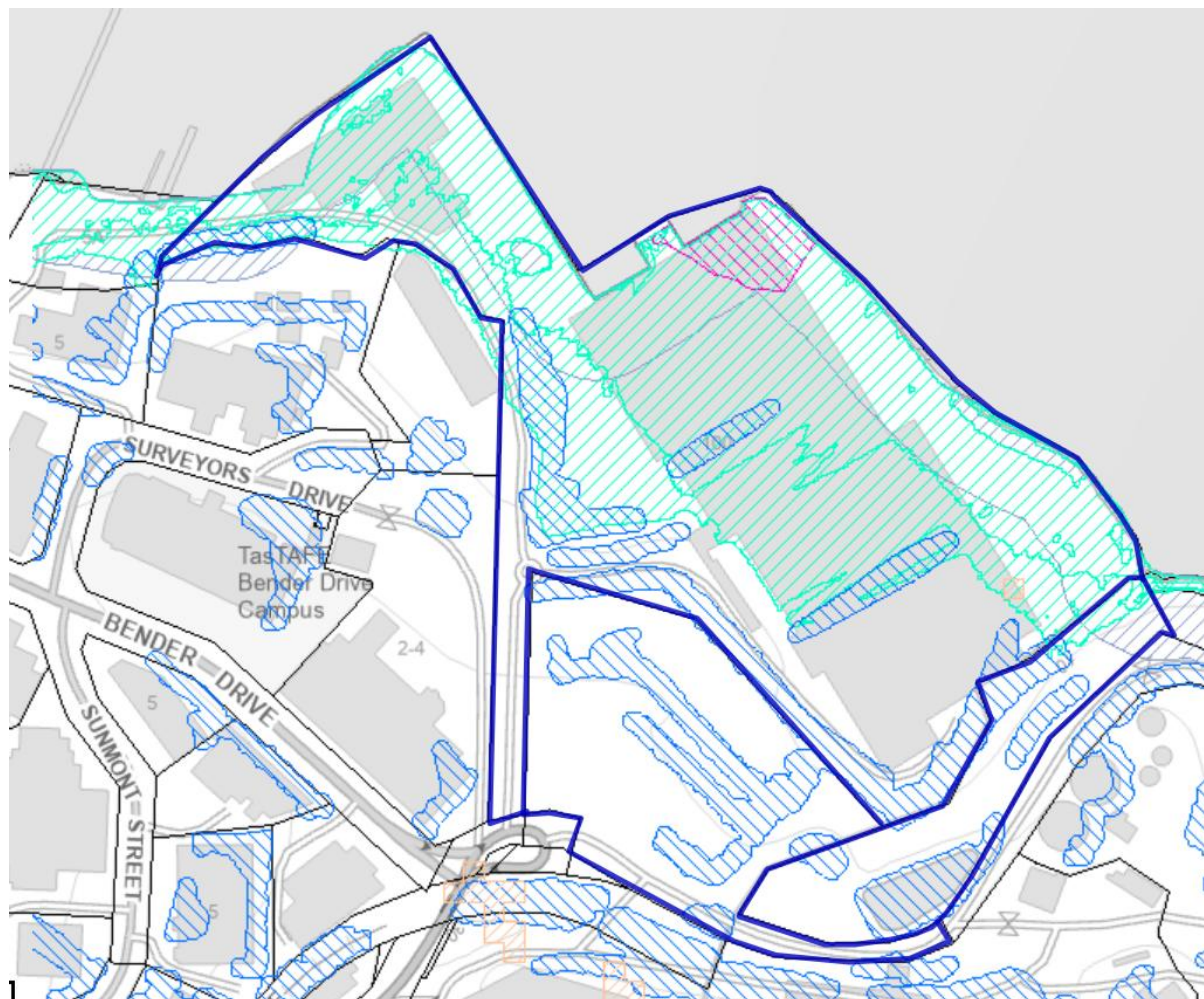 5
SURVEYORS DRIVE
TasTAFE
Bender Drive
Campus
2-4
BENDER DRIVE
5
SUNMONT STREET
5